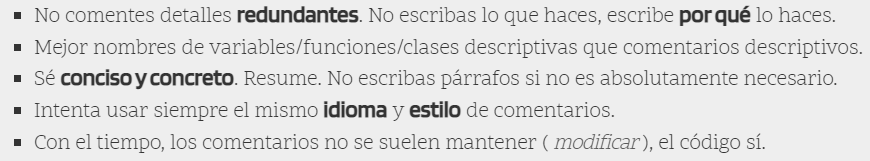 No comentes detalles redundantes. No escribas lo que haces, escribe por qué lo haces.
Mejor nombres de variables/funciones/clases descriptivas que comentarios descriptivos.
Sé conciso y concreto. Resume. No escribas párrafos si no es absolutamente necesario.
Intenta usar siempre el mismo idioma y estilo de comentarios.
Con el tiempo, los comentarios no se suelen mantener ( modificar ), el código sí.